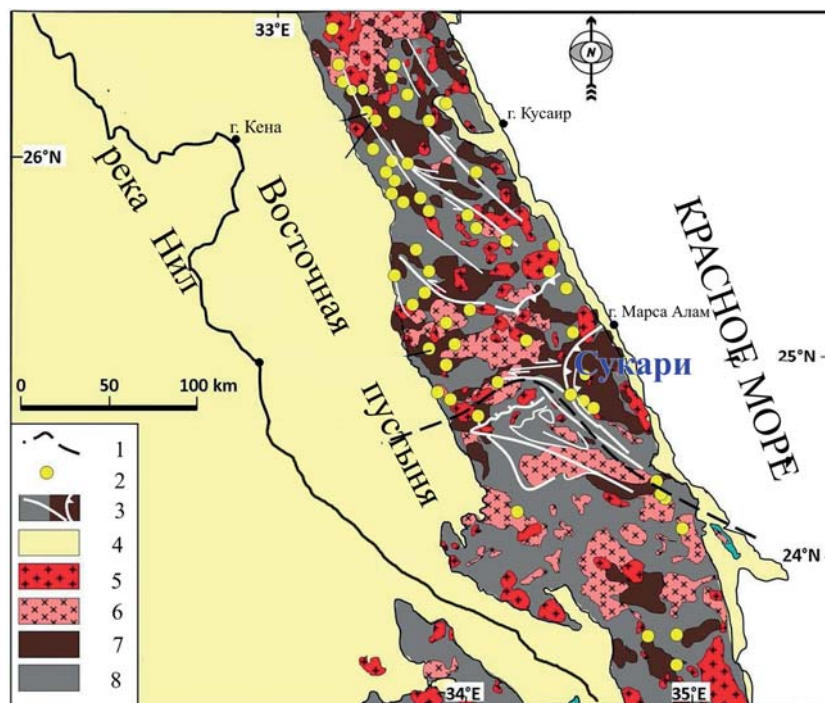 33°E
г. Кусаир
г. Кена
26°N
река Нил
Восточная
пустыня
КРАСНОЕ МОРЕ
г. Марса Алам
25°N
Сукари
0 50 100 km
1
2
3
4
5
6
7
8
24°N
34°E
35°E
N